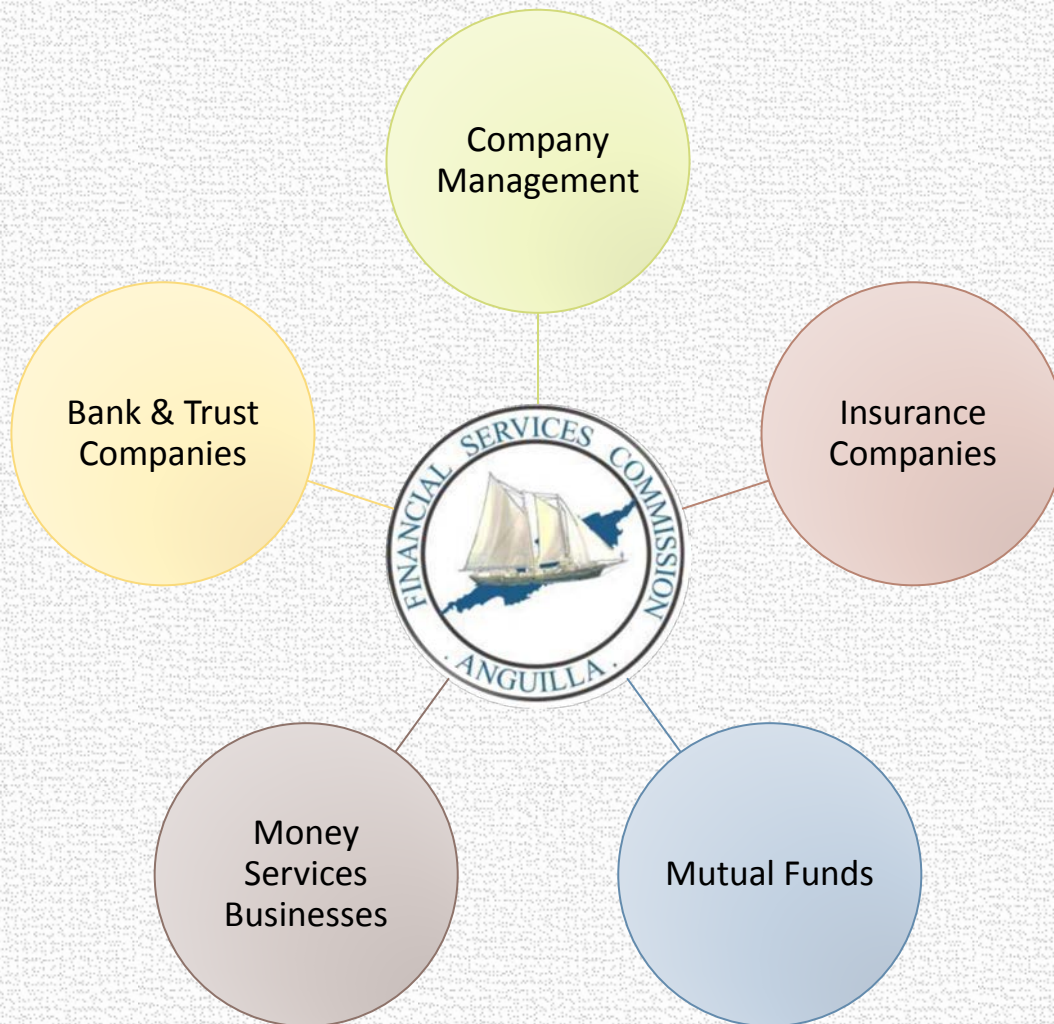 Company
Management
Bank & Trust
Companies
Insurance
Companies
FINANCIAL SERVICES COMMISSION
. ANGUILLA .
Money
Services
Businesses
Mutual Funds